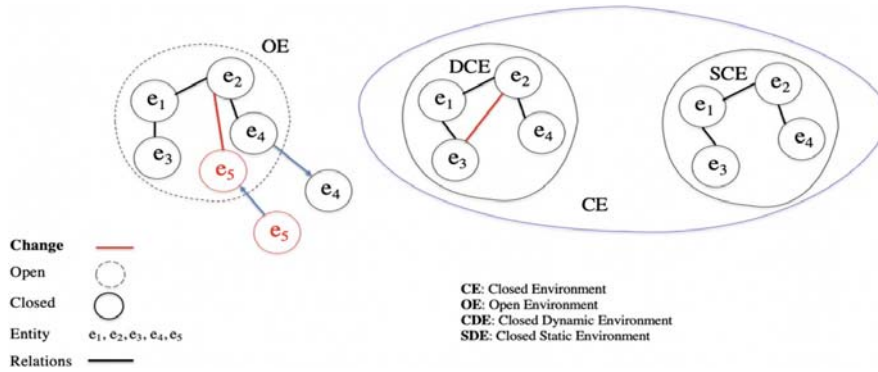 OE
e1
e2
e3
e4
e5
e4
e5
DCE
e1
e2
e3
e4
SCE
e1
e2
e3
e4
CE
Change
Open
Closed
Entity e1, e2, e3, e4, e5
Relations
CE: Closed Environment
OE: Open Environment
CDE: Closed Dynamic Environment
SDE: Closed Static Environment